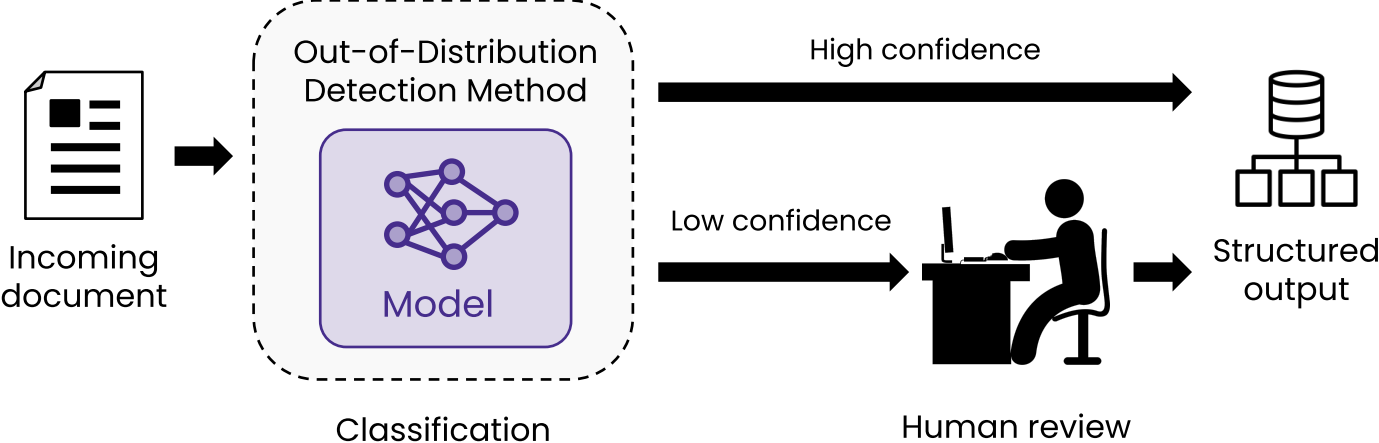 Incoming
document
Out-of-Distribution
Detection Method
Model
Classification
High confidence
Low confidence
Human review
Structured
output